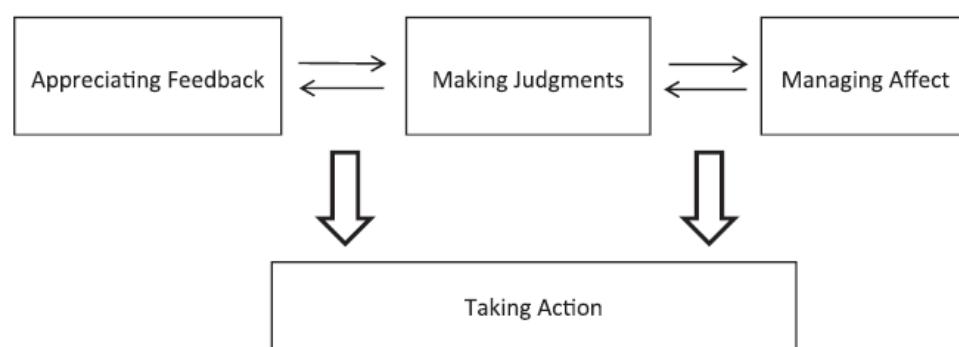 Appreciating Feedback
Making Judgments
Managing Affect
Taking Action